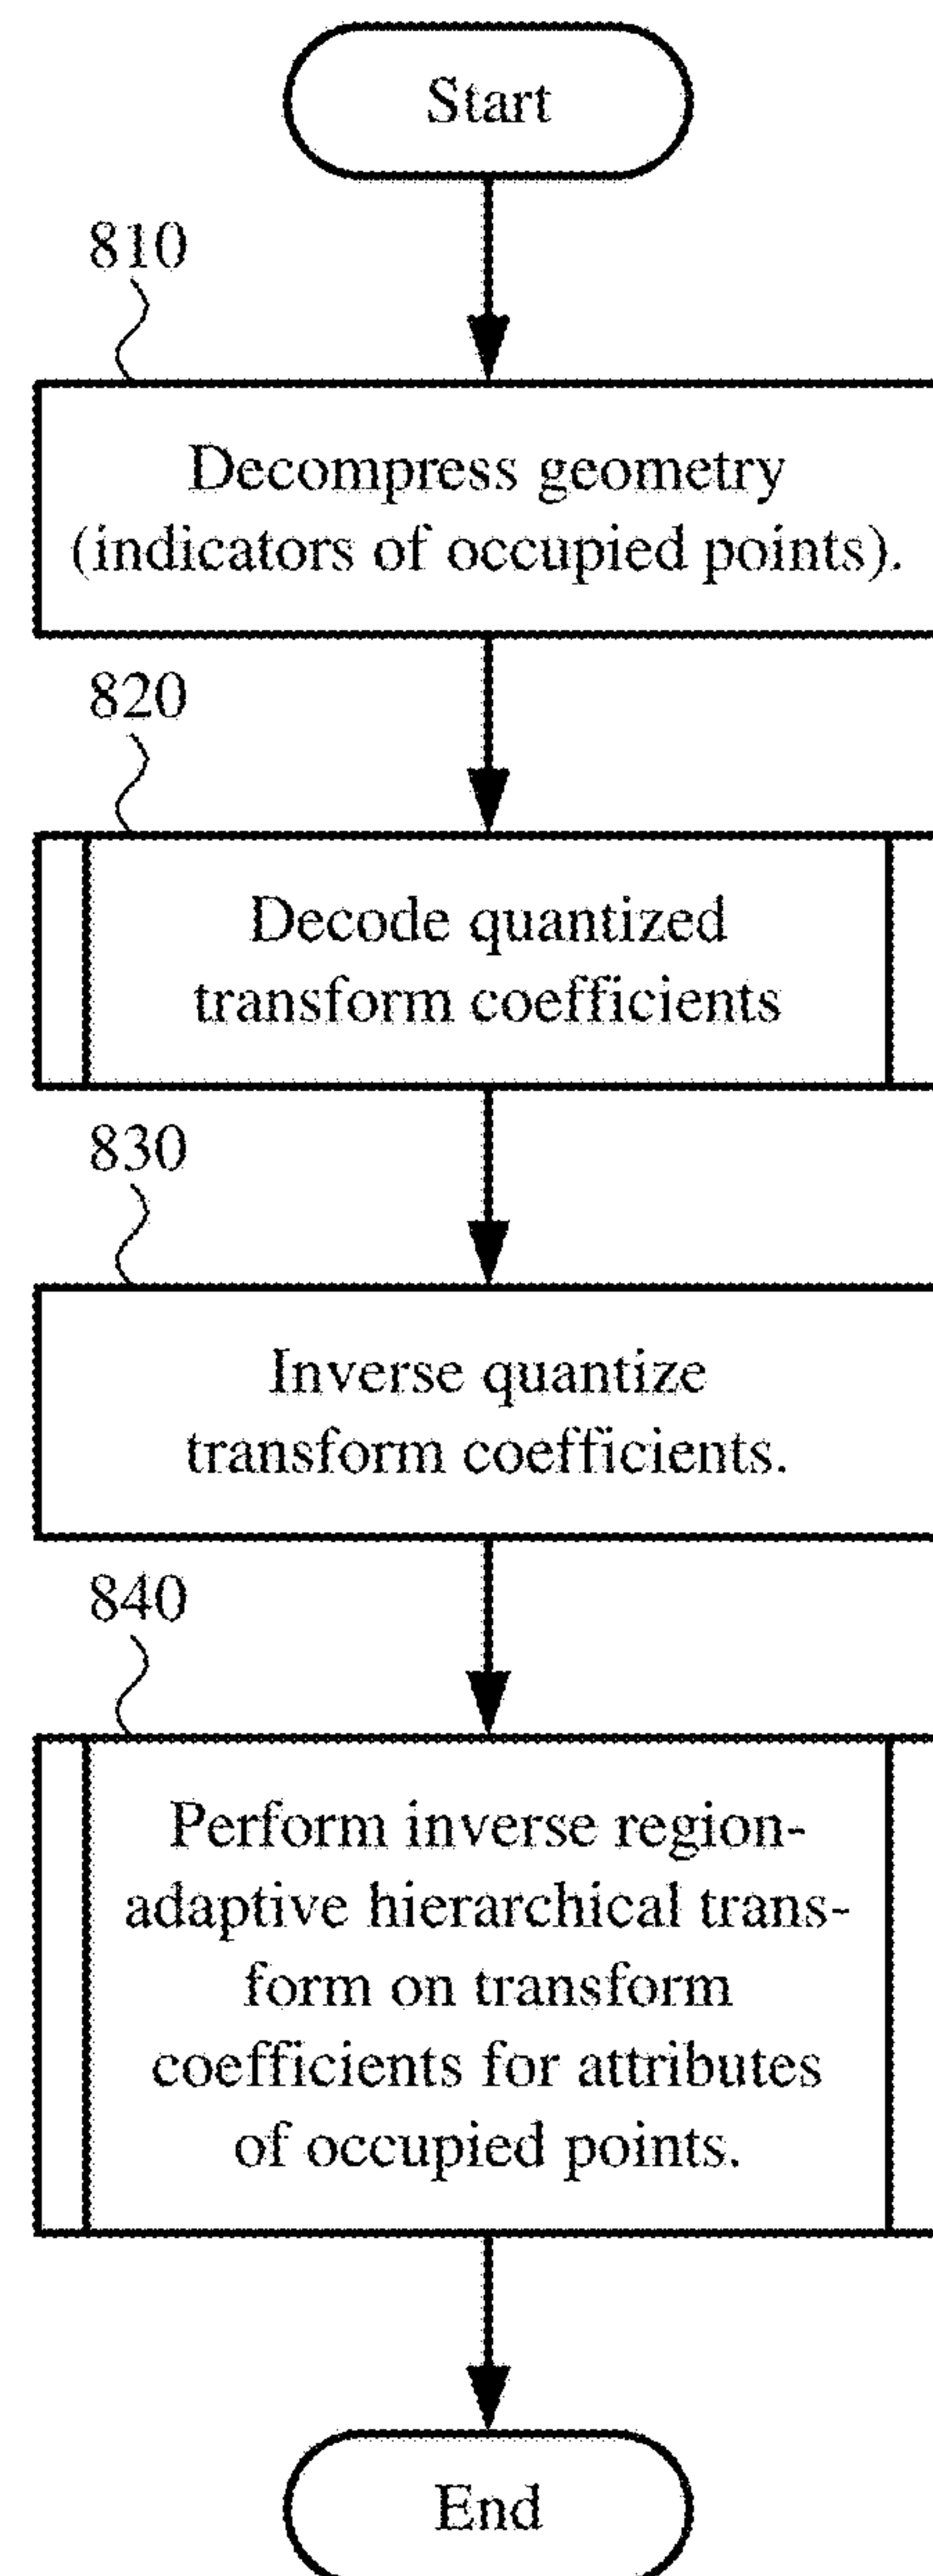 Start
810
Decompress geometry
(indicators of occupied points).
820
Decode quantized
transform coefficients
830
Inverse quantize
transform coefficients.
840
Perform inverse region-
adaptive hierarchical trans-
form on transform
coefficients for attributes
of occupied points.
End